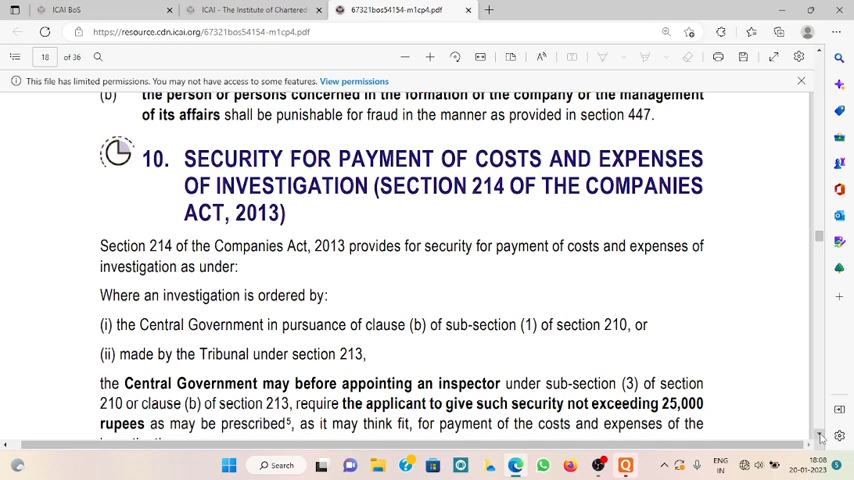 ICAI BoS
ICAI - The Institute of Chartered
67321bos54154-m1cp4.pdf
https://resource.cdn.icai.org/67321bos54154-m1cp4.pdf
18 of 36
This file has limited permissions. You may not have access to some features. View permissions
(b) the person or persons concerned in the formation of the company or the management
of its affairs shall be punishable for fraud in the manner as provided in section 447.
10. SECURITY FOR PAYMENT OF COSTS AND EXPENSES
OF INVESTIGATION (SECTION 214 OF THE COMPANIES
ACT, 2013)
Section 214 of the Companies Act, 2013 provides for security for payment of costs and expenses of
investigation as under:
Where an investigation is ordered by:
(i) the Central Government in pursuance of clause (b) of sub-section (1) of section 210, or
(ii) made by the Tribunal under section 213,
the Central Government may before appointing an inspector under sub-section (3) of section
210 or clause (b) of section 213, require the applicant to give such security not exceeding 25,000
rupees as may be prescribed⁵, as it may think fit, for payment of the costs and expenses of the
Search
ENG
IN
18:08
20-01-2023
5